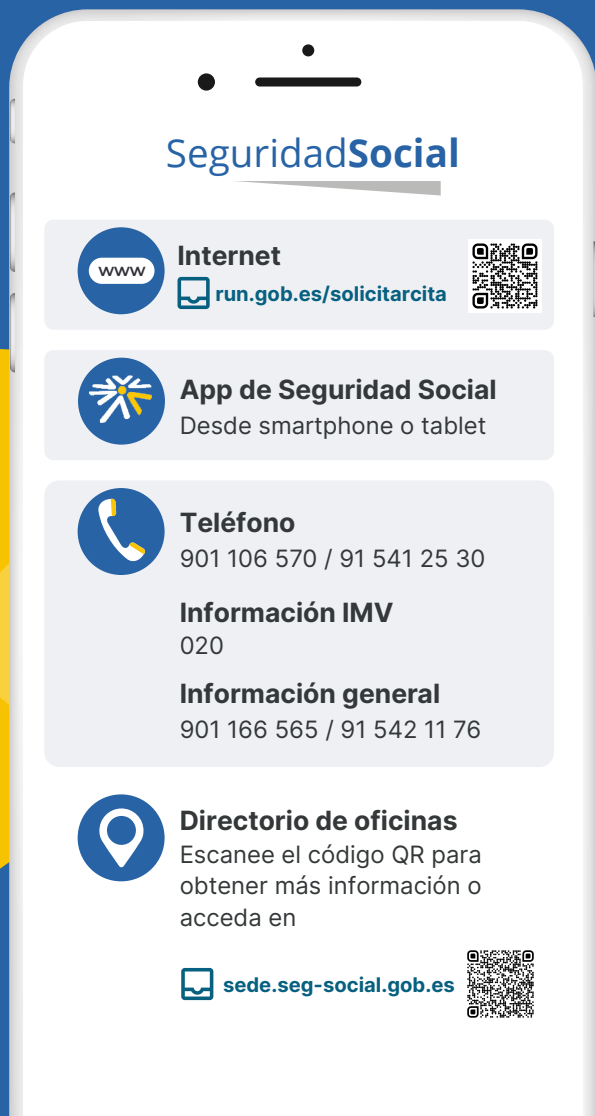 SeguridadSocial
www
Internet
run.gob.es/solicitarcita
App de Seguridad Social
Desde smartphone o tablet
Teléfono
901 106 570 / 91 541 25 30
Información IMV
020
Información general
901 166 565 / 91 542 11 76
Directorio de oficinas
Escanee el código QR para
obtener más información o
acceda en
sede.seg-social.gob.es